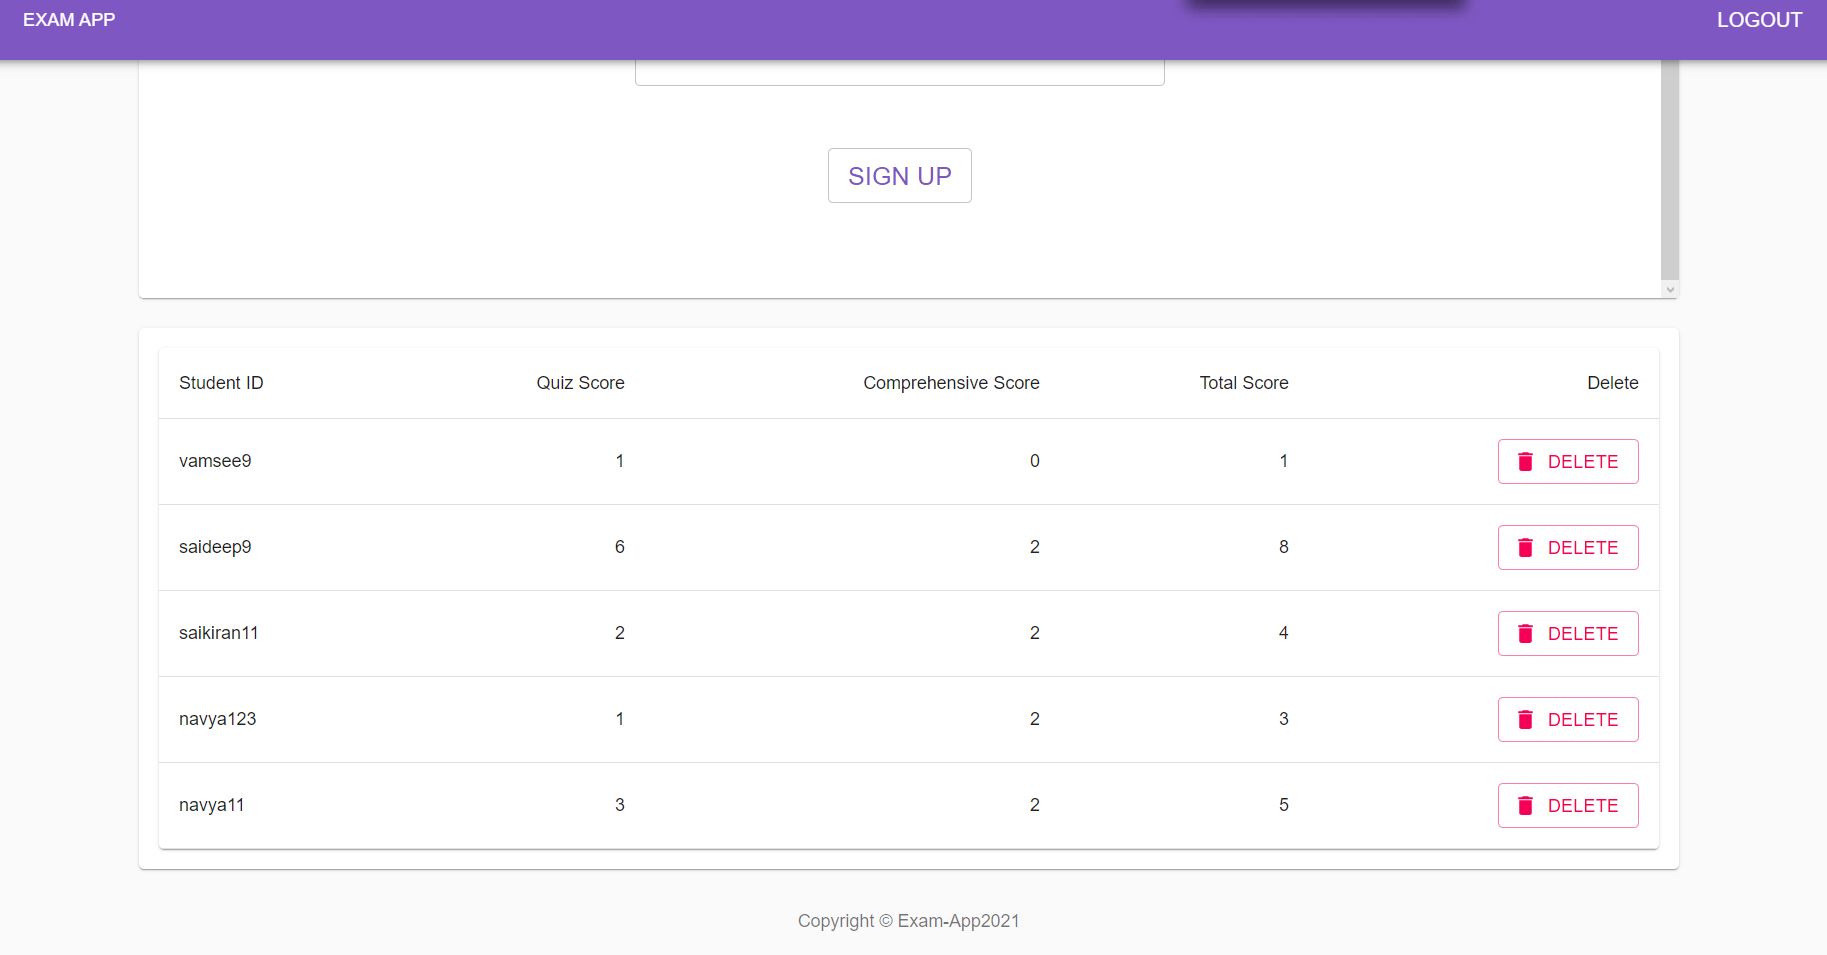 EXAM APP LOGOUT
SIGN UP
Student ID Quiz Score Comprehensive Score Total Score Delete
vamsee9 1 0 1 DELETE
saideep9 6 2 8 DELETE
saikiran11 2 2 4 DELETE
navya123 1 2 3 DELETE
navya11 3 2 5 DELETE
Copyright © Exam-App2021